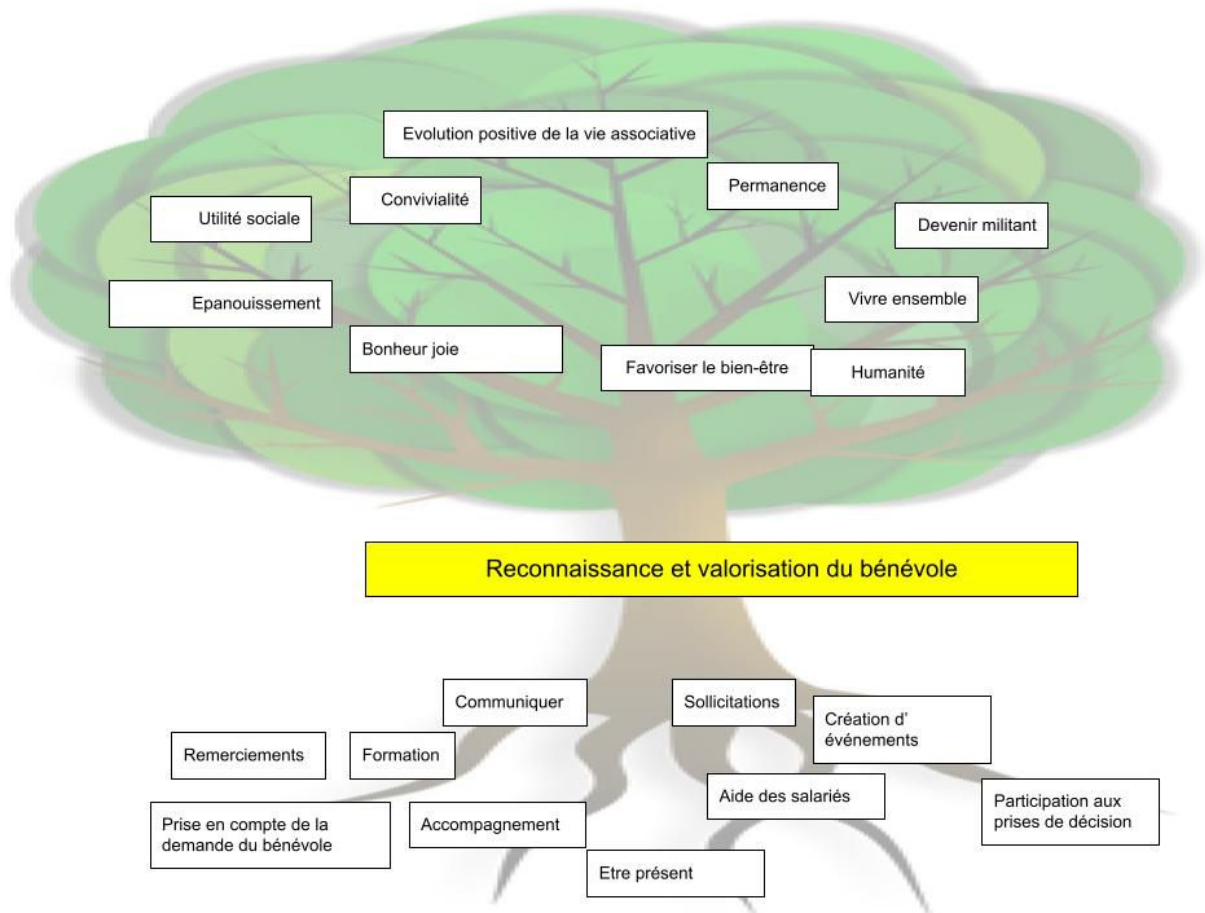 Evolution positive de la vie associative
Permanence
Convivialité
Utilité sociale
Devenir militant
Epanouissement
Vivre ensemble
Bonheur joie
Favoriser le bien-être
Humanité
Reconnaissance et valorisation du bénévole
Communiquer
Sollicitations
Création d’
événements
Remerciements
Formation
Aide des salariés
Participation aux
prises de décision
Prise en compte de la
demande du bénévole
Accompagnement
Etre présent